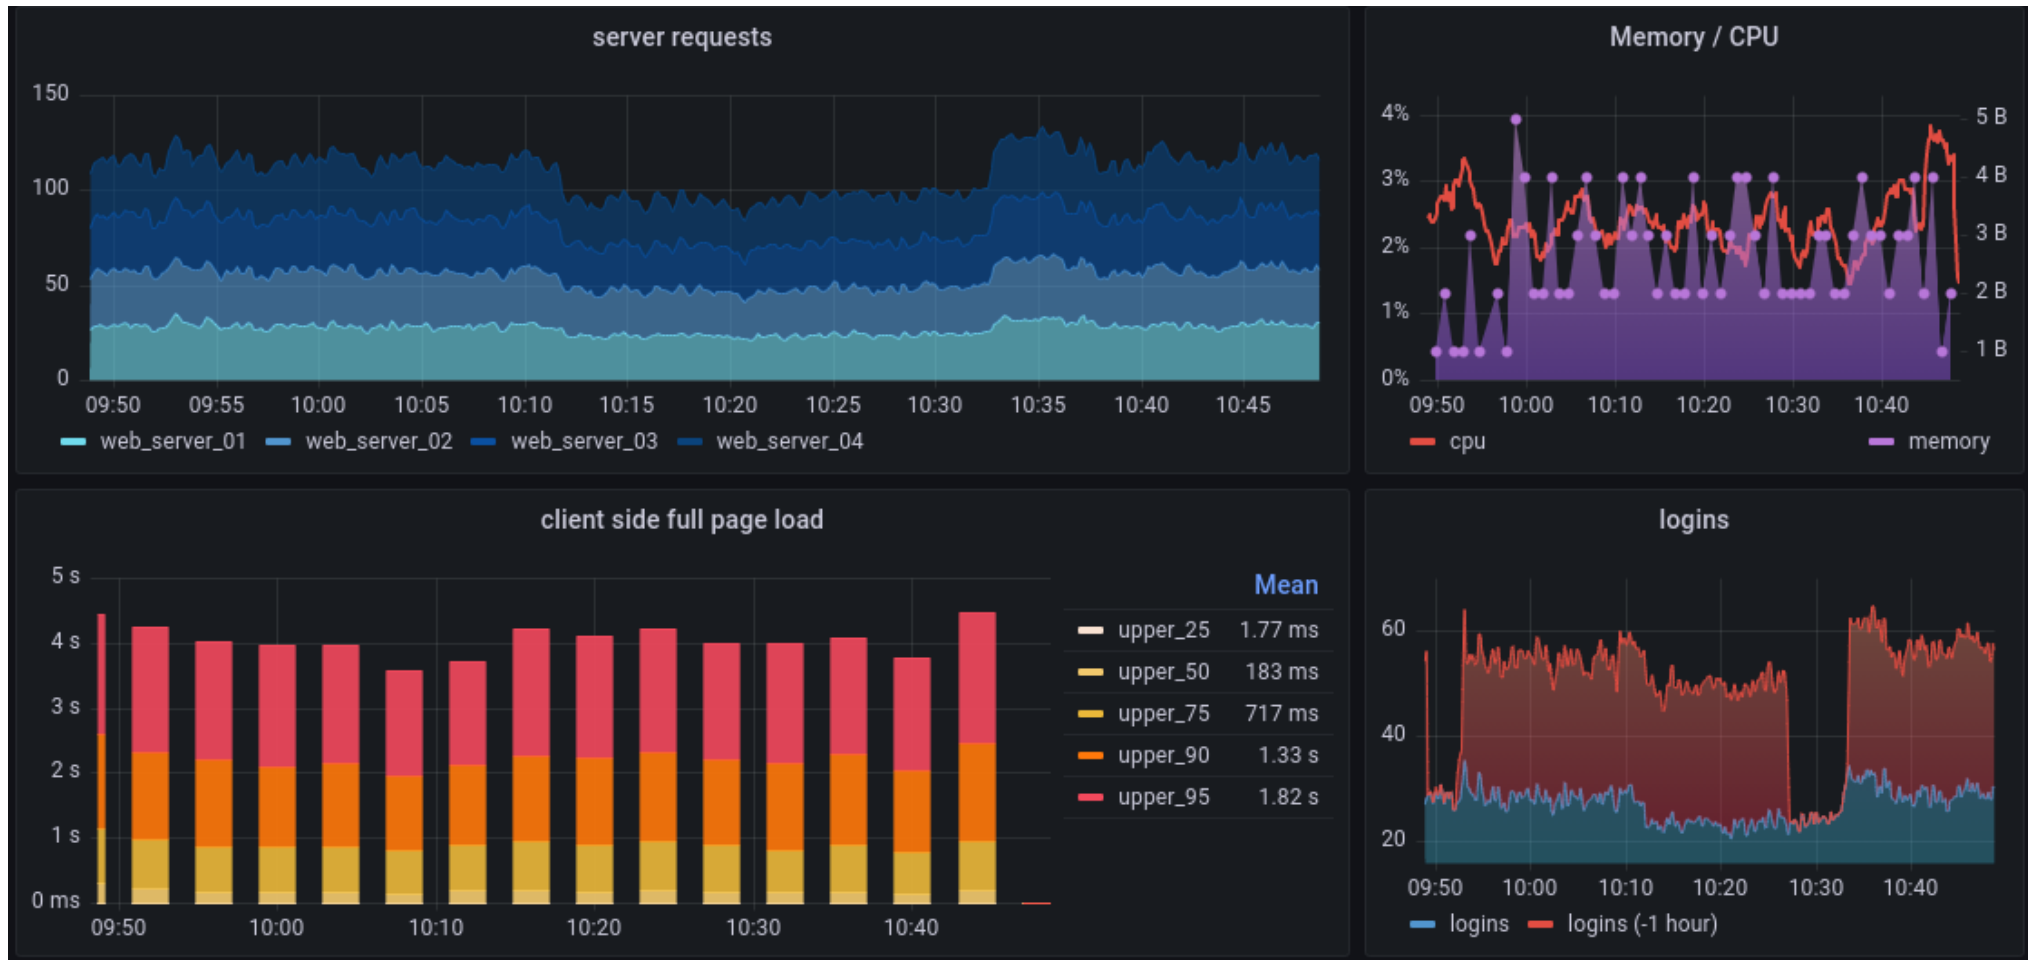 server requests
150
100
50
0
09:50 09:55 10:00 10:05 10:10 10:15 10:20 10:25 10:30 10:35 10:40 10:45
web_server_01 web_server_02 web_server_03 web_server_04
Memory / CPU
4% 5 B
3% 4 B
2% 3 B
1% 2 B
0% 1 B
09:50 10:00 10:10 10:20 10:30 10:40
cpu memory
client side full page load
5 s
4 s
3 s
2 s
1 s
0 ms
09:50 10:00 10:10 10:20 10:30 10:40
Mean
upper_25 1.77 ms
upper_50 183 ms
upper_75 717 ms
upper_90 1.33 s
upper_95 1.82 s
logins
60
40
20
09:50 10:00 10:10 10:20 10:30 10:40
logins logins (-1 hour)